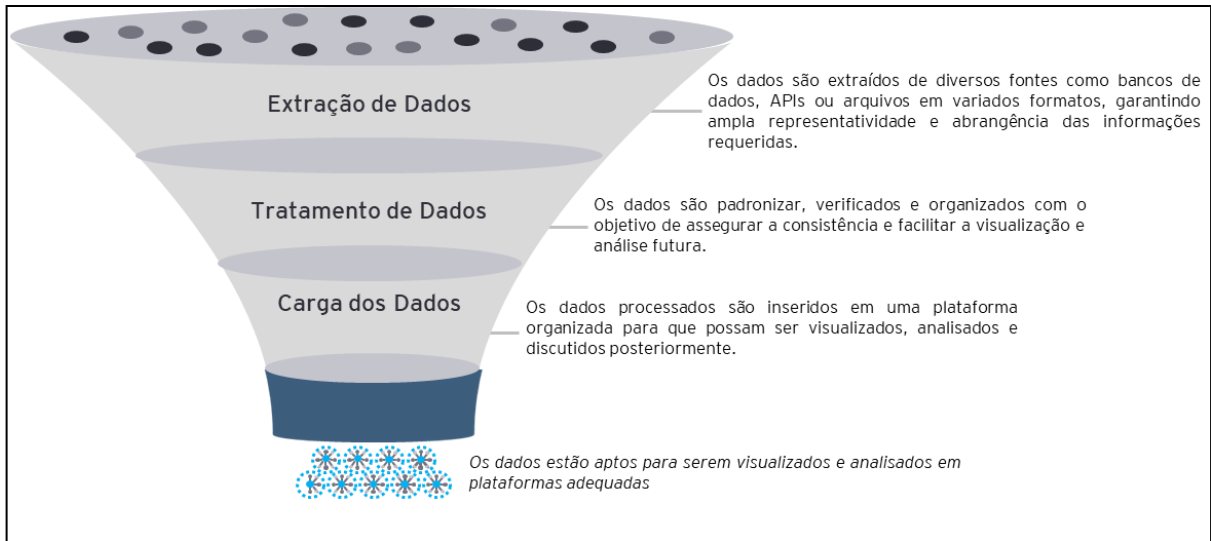 Extração de Dados
Os dados são extraídos de diversos fontes como bancos de
dados, APIs ou arquivos em variados formatos, garantindo
ampla representatividade e abrangência das informações
requeridas.
Tratamento de Dados
Os dados são padronizar, verificados e organizados com o
objetivo de assegurar a consistência e facilitar a visualização e
análise futura.
Carga dos Dados
Os dados processados são inseridos em uma plataforma
organizada para que possam ser visualizados, analisados e
discutidos posteriormente.
Os dados estão aptos para serem visualizados e analisados em
plataformas adequadas